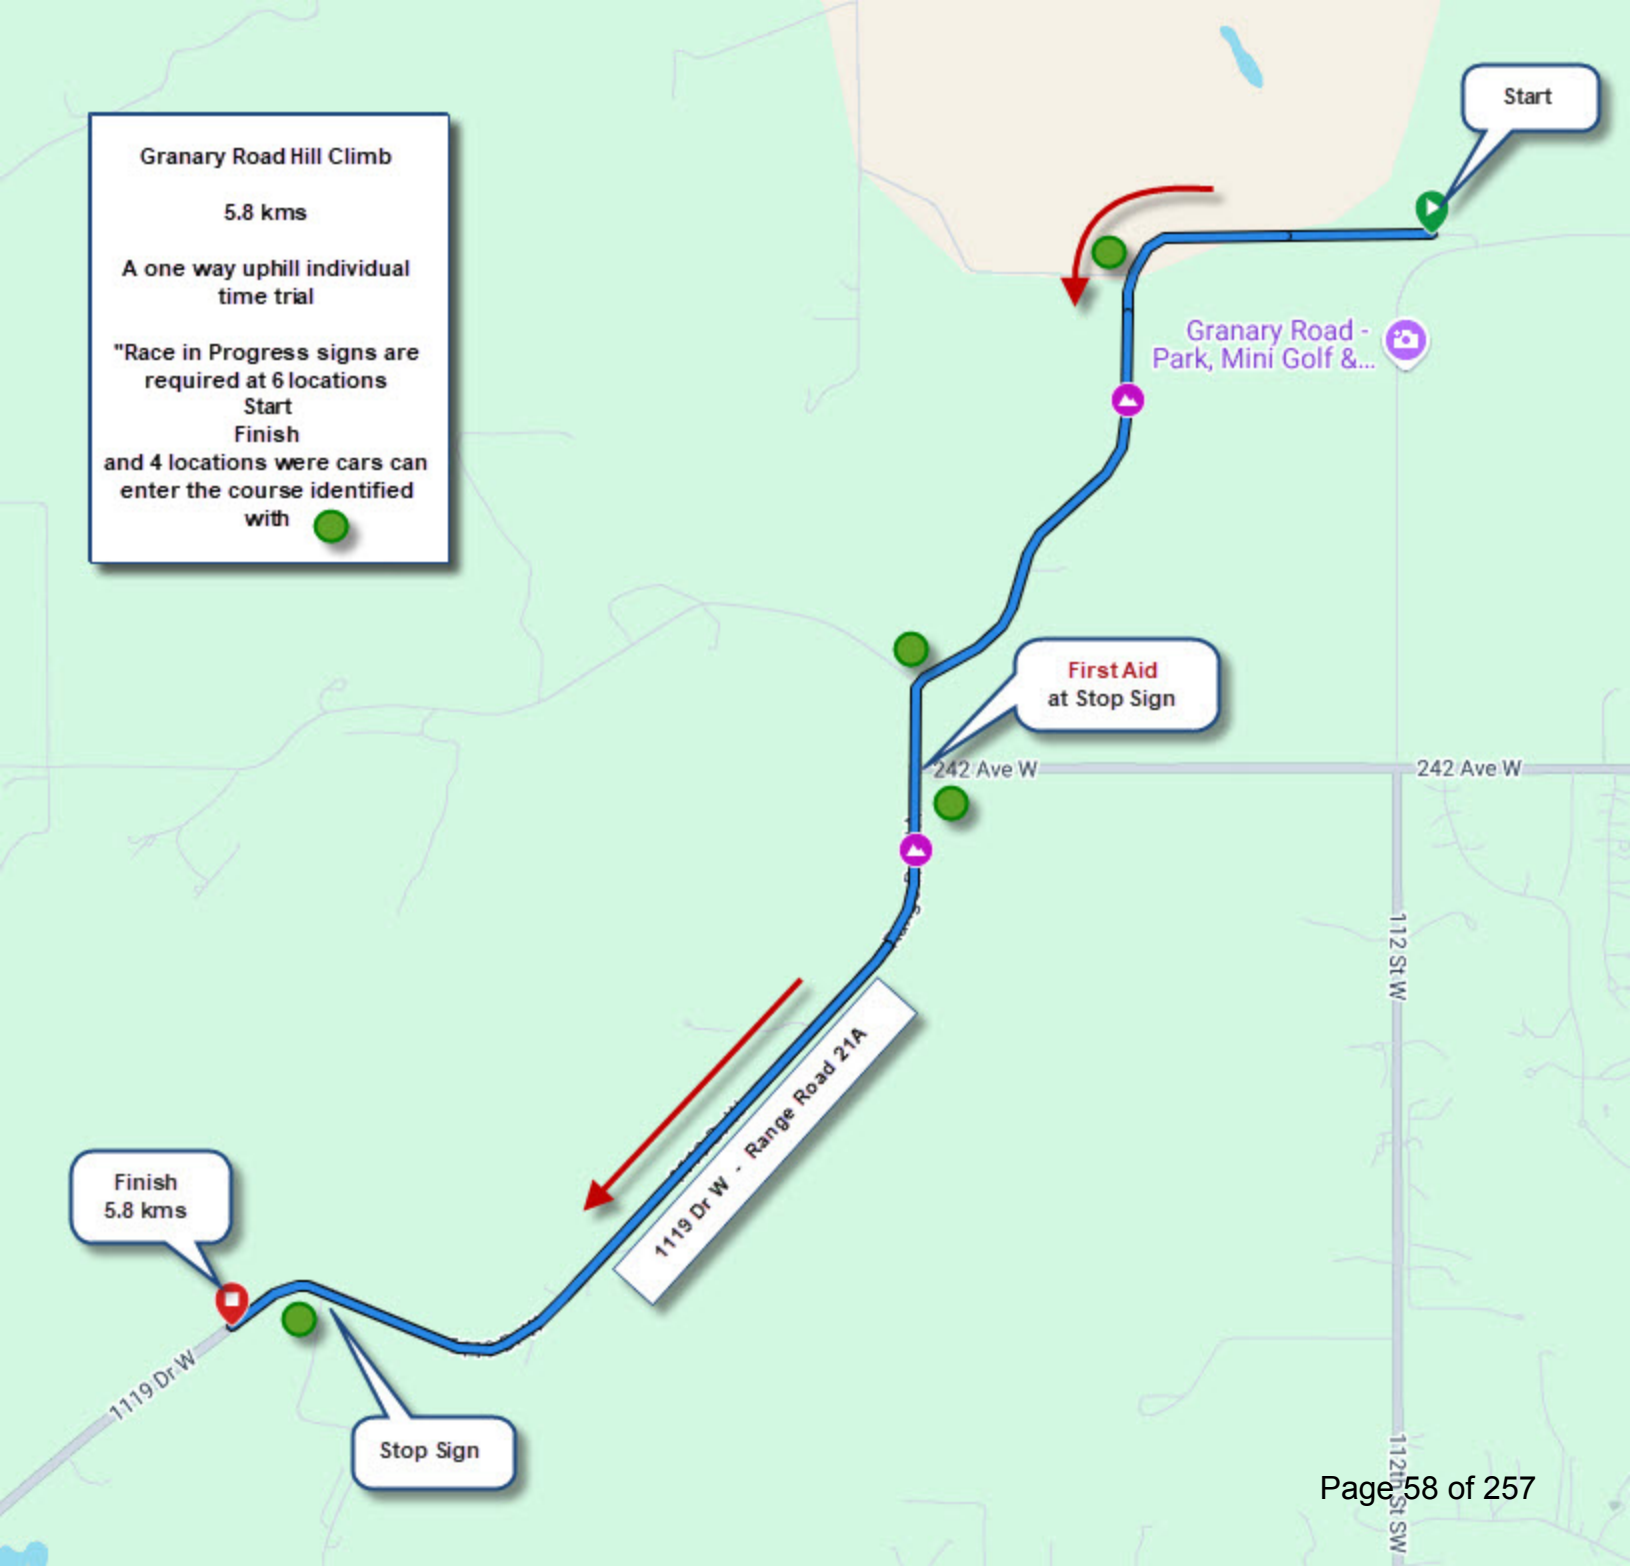 Granary Road Hill Climb
5.8 kms
A one way uphill individual
time trial
"Race in Progress signs are
required at 6 locations
Start
Finish
and 4 locations were cars can
enter the course identified
with
Start
Granary Road -
Park, Mini Golf &...
First Aid
at Stop Sign
242 Ave W
242 Ave W
112 St W
1119 Dr W - Range Road 21A
Finish
5.8 kms
1119 Dr W
Stop Sign
112th St SW
Page 58 of 257